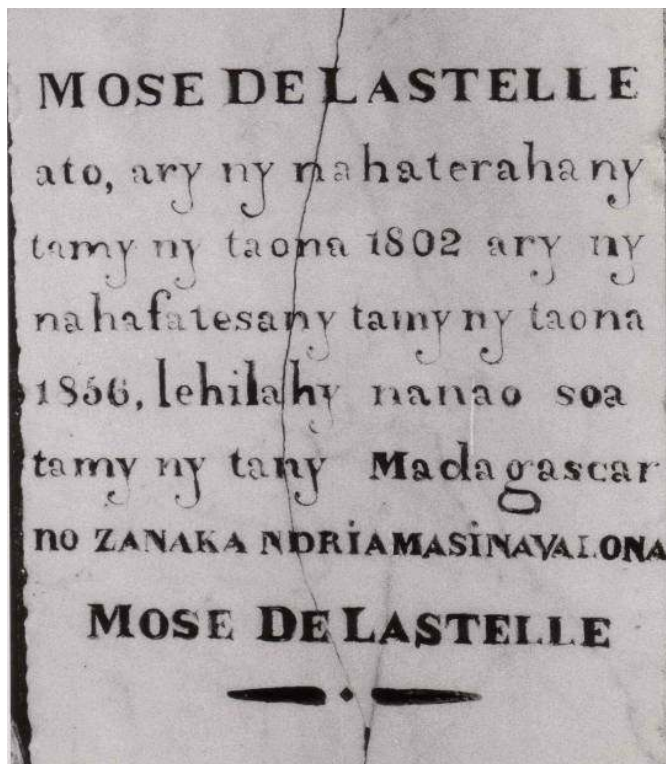 MOSE DE LASTELLE
ato, ary ny nahaterahany
tamy ny taona 1802 ary ny
nahafatesany tamy ny taona
1856, lehilahy nanao soa
tamy ny tany Madagascar
no ZANAKA NDRIAMASINAVALONA
MOSE DE LASTELLE